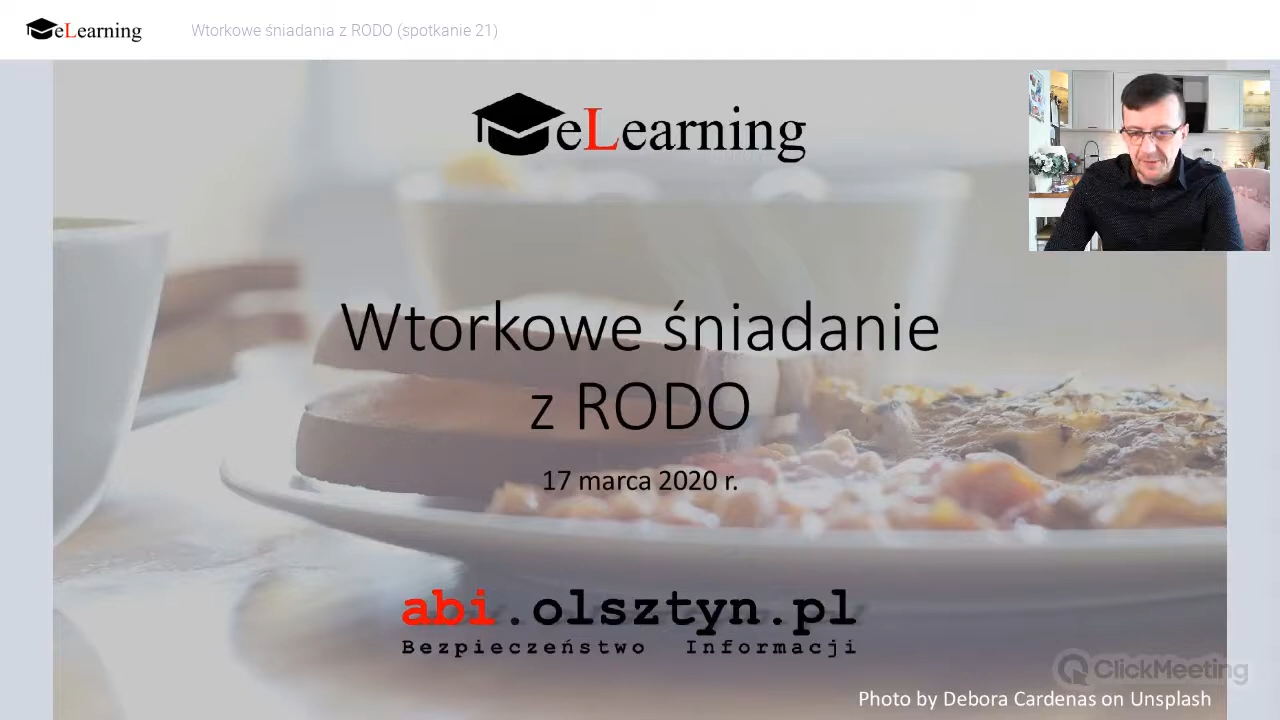 eLearning
Wtorkowe śniadania z RODO (spotkanie 21)
eLearning
Wtorkowe śniadanie
z RODO
17 marca 2020 r.
abi.olsztyn.pl
Bezpieczeństwo Informacji
ClickMeeting
Photo by Debora Cardenas on Unsplash